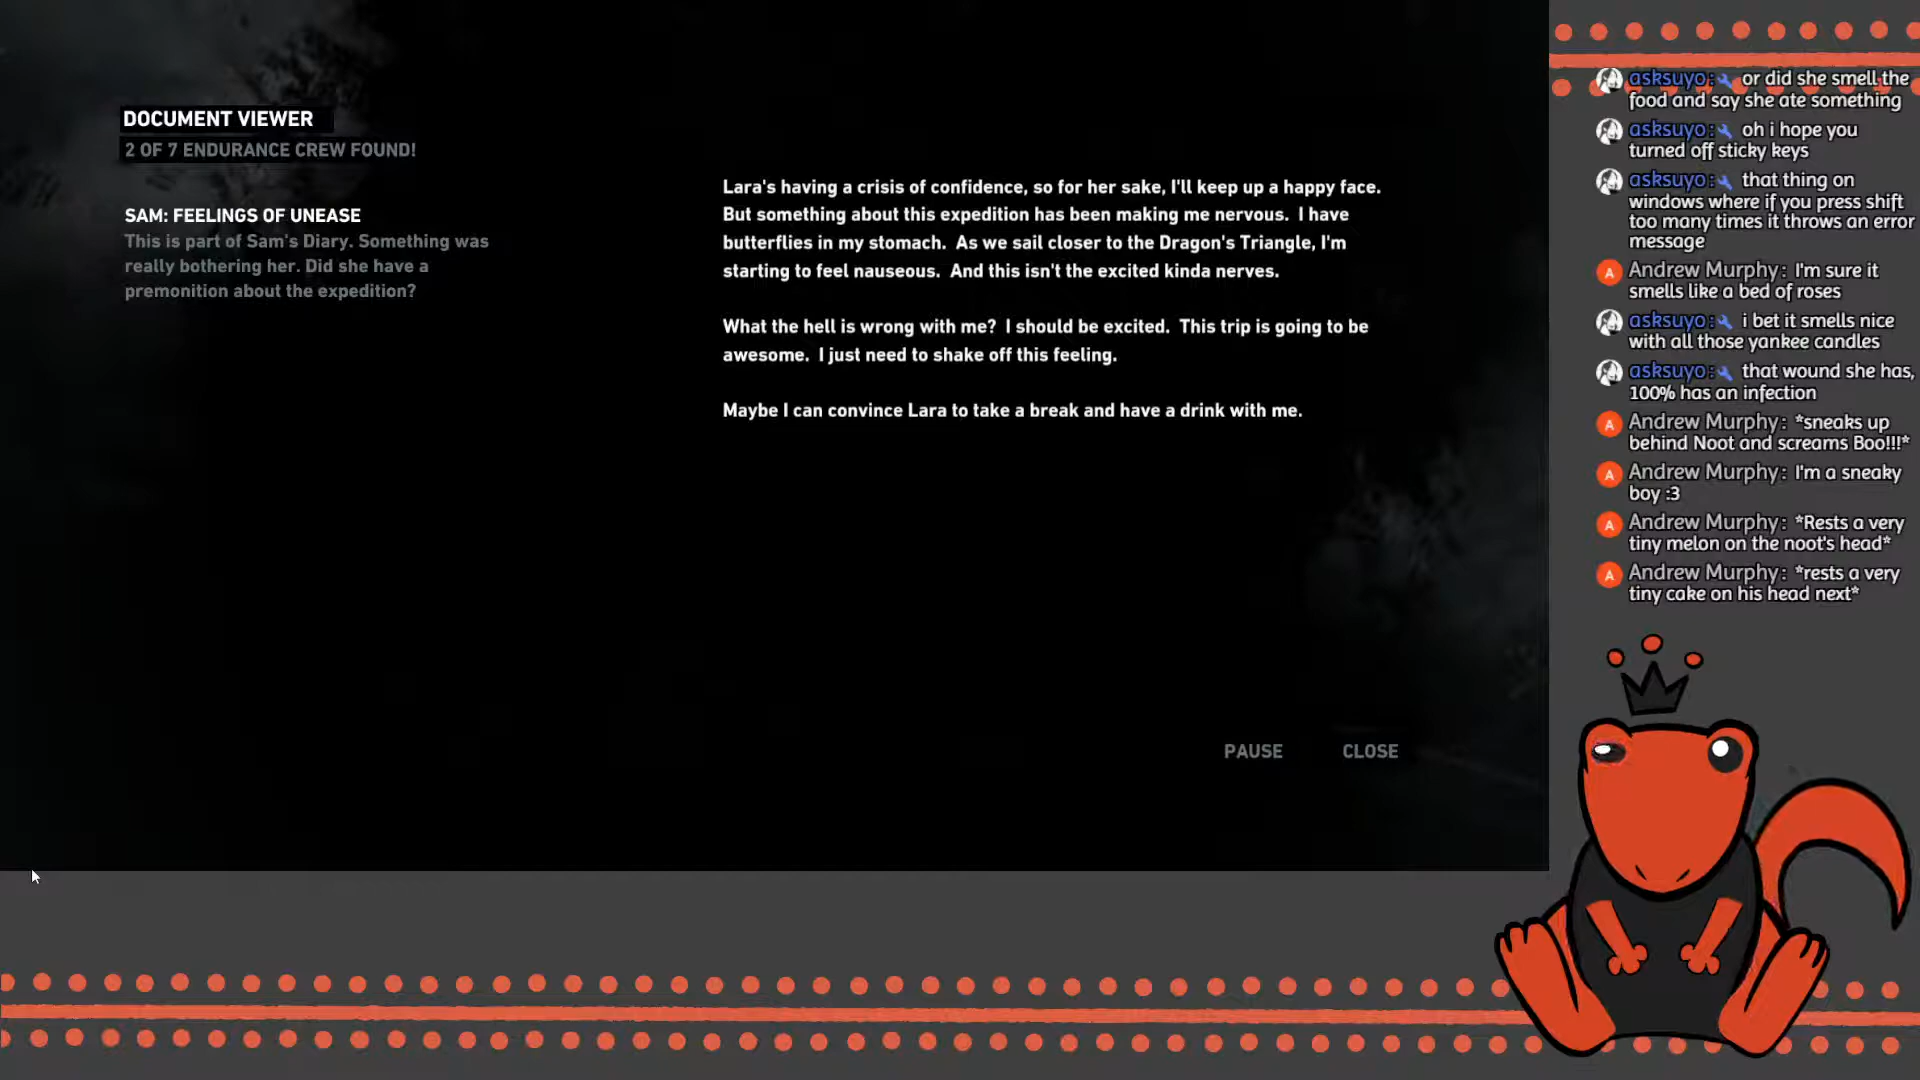 DOCUMENT VIEWER
2 OF 7 ENDURANCE CREW FOUND!
SAM: FEELINGS OF UNEASE
This is part of Sam's Diary. Something was
really bothering her. Did she have a
premonition about the expedition?
Lara's having a crisis of confidence, so for her sake, I'll keep up a happy face.
But something about this expedition has been making me nervous. I have
butterflies in my stomach. As we sail closer to the Dragon's Triangle, I'm
starting to feel nauseous. And this isn't the excited kinda nerves.
What the hell is wrong with me? I should be excited. This trip is going to be
awesome. I just need to shake off this feeling.
Maybe I can convince Lara to take a break and have a drink with me.
PAUSE CLOSE
asksuyo: or did she smell the
food and say she ate something
asksuyo: oh i hope you
turned off sticky keys
asksuyo: that thing on
windows where if you press shift
too many times it throws an error
message
A Andrew Murphy: I'm sure it
smells like a bed of roses
asksuyo: i bet it smells nice
with all those yankee candles
asksuyo: that wound she has,
100% has an infection
A Andrew Murphy: *sneaks up
behind Noot and screams Boo!!!*
A Andrew Murphy: I'm a sneaky
boy :3
A Andrew Murphy: *Rests a very
tiny melon on the noot's head*
A Andrew Murphy: *rests a very
tiny cake on his head next*